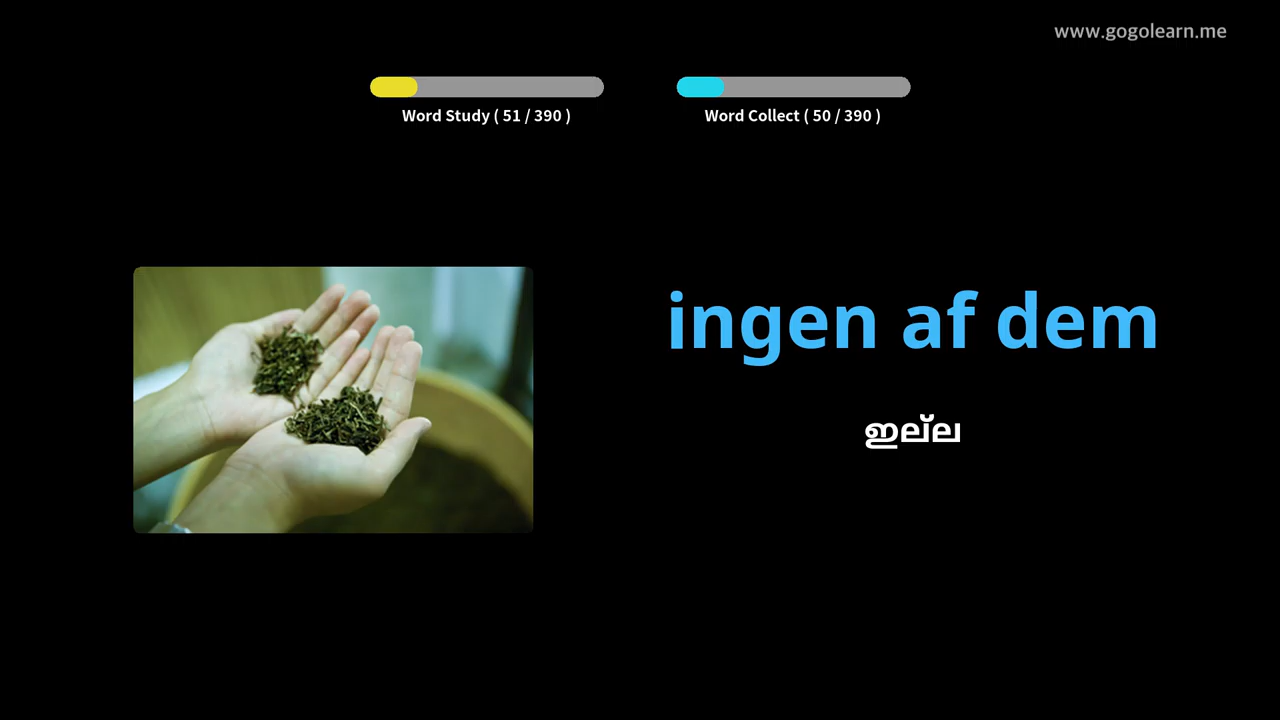 www.gogolearn.me
Word Study ( 51 / 390 )
Word Collect ( 50 / 390 )
ingen af dem
ഇല്ല